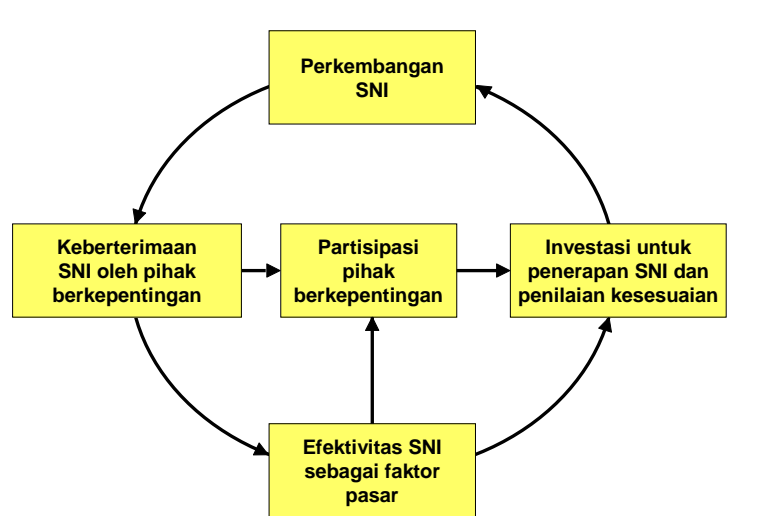 Perkembangan
SNI
Keberterimaan
SNI oleh pihak
berkepentingan
Partisipasi
pihak
berkepentingan
Investasi untuk
penerapan SNI dan
penilaian kesesuaian
Efektivitas SNI
sebagai faktor
pasar